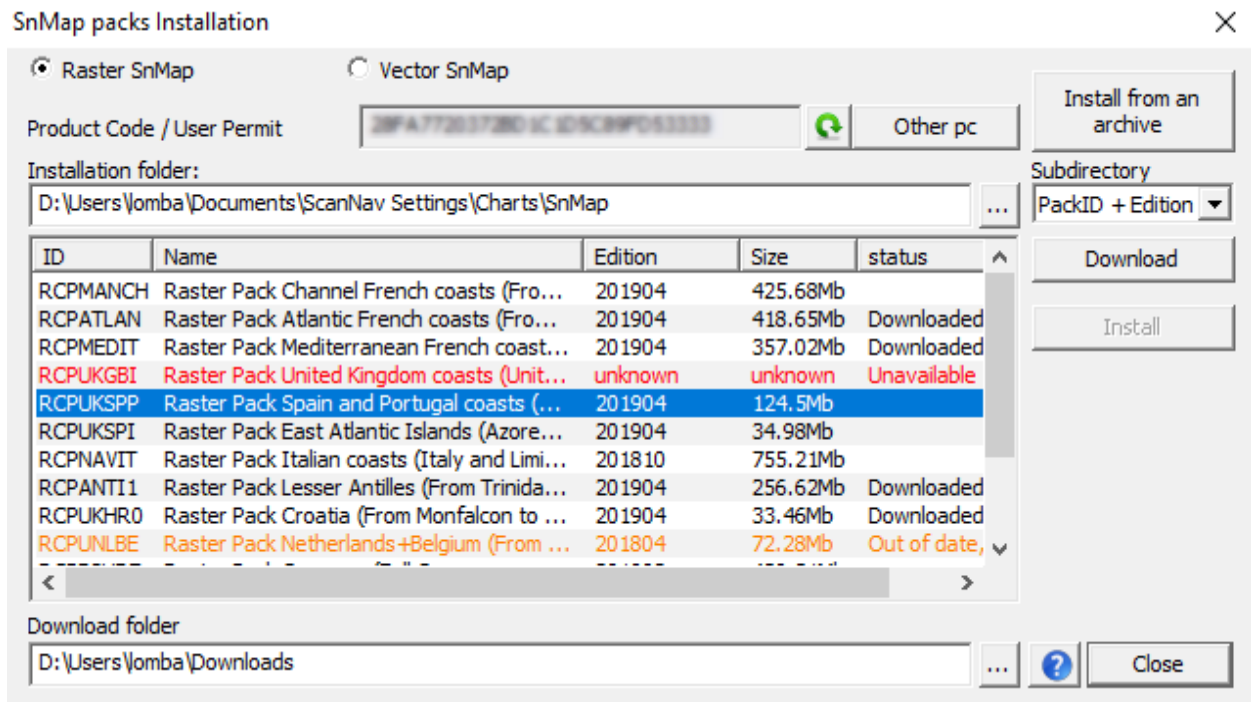 SnMap packs Installation
Raster SnMap Vector SnMap
Install from an archive
Product Code / User Permit Other pc
Installation folder: Subdirectory
D:\Users\lomba\Documents\ScanNav Settings\Charts\SnMap ... PackID + Edition
ID Name Edition Size status Download
RCPMANCH Raster Pack Channel French coasts (Fro... 201904 425.68Mb
RCPATLAN Raster Pack Atlantic French coasts (Fro... 201904 418.65Mb Downloaded
Install
RCPMEDIT Raster Pack Mediterranean French coast... 201904 357.02Mb Downloaded
RCPUKGBI Raster Pack United Kingdom coasts (Unit... unknown unknown Unavailable
RCPUKSPP Raster Pack Spain and Portugal coasts (... 201904 124.5Mb
RCPUKSPI Raster Pack East Atlantic Islands (Azore... 201904 34.98Mb
RCPNAVIT Raster Pack Italian coasts (Italy and Limi... 201810 755.21Mb
RCPANTI1 Raster Pack Lesser Antilles (From Trinida... 201904 256.62Mb Downloaded
RCPUKHR0 Raster Pack Croatia (From Monfalcon to ... 201904 33.46Mb Downloaded
RCPUNLBE Raster Pack Netherlands+Belgium (From ... 201804 72.28Mb Out of date,
Download folder
D:\Users\lomba\Downloads ... ? Close